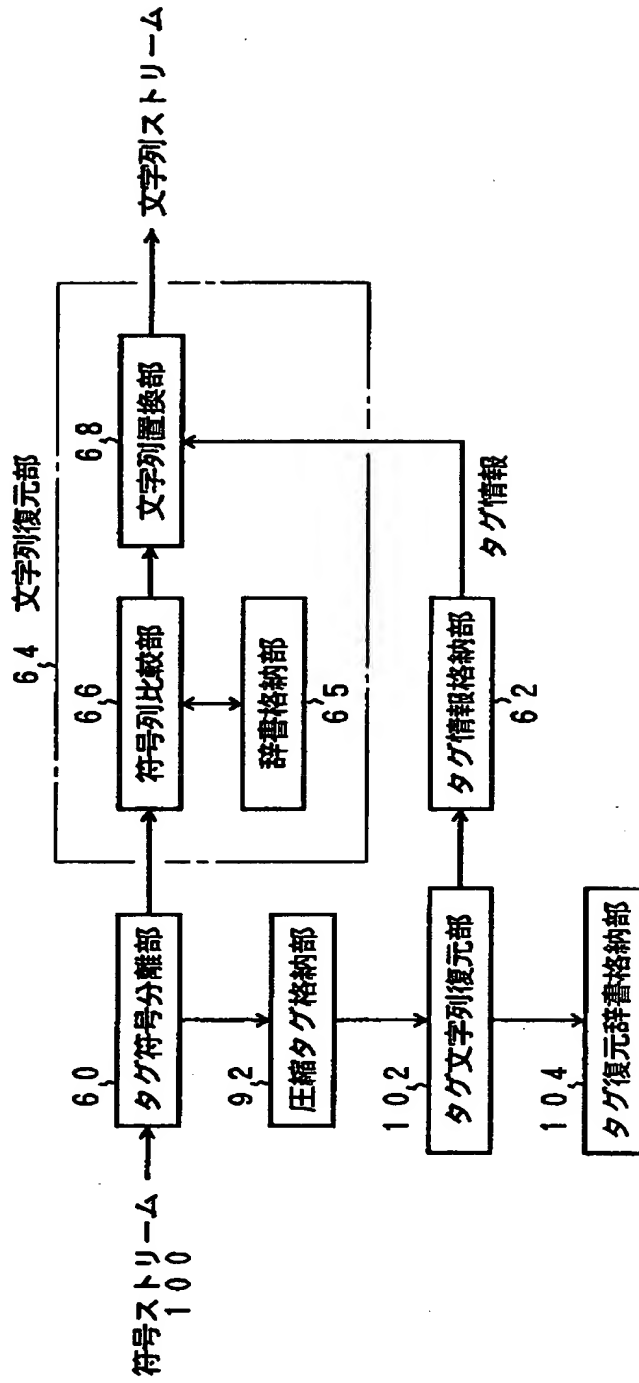 符号ストリーム
100
60
タグ符号分離部
64 文字列復元部
66
符号列比較部
68
文字列置換部
文字列ストリーム
辞書格納部
65
92
圧縮タグ格納部
102
タグ文字列復元部
タグ情報格納部
62
タグ情報
104
タグ復元辞書格納部